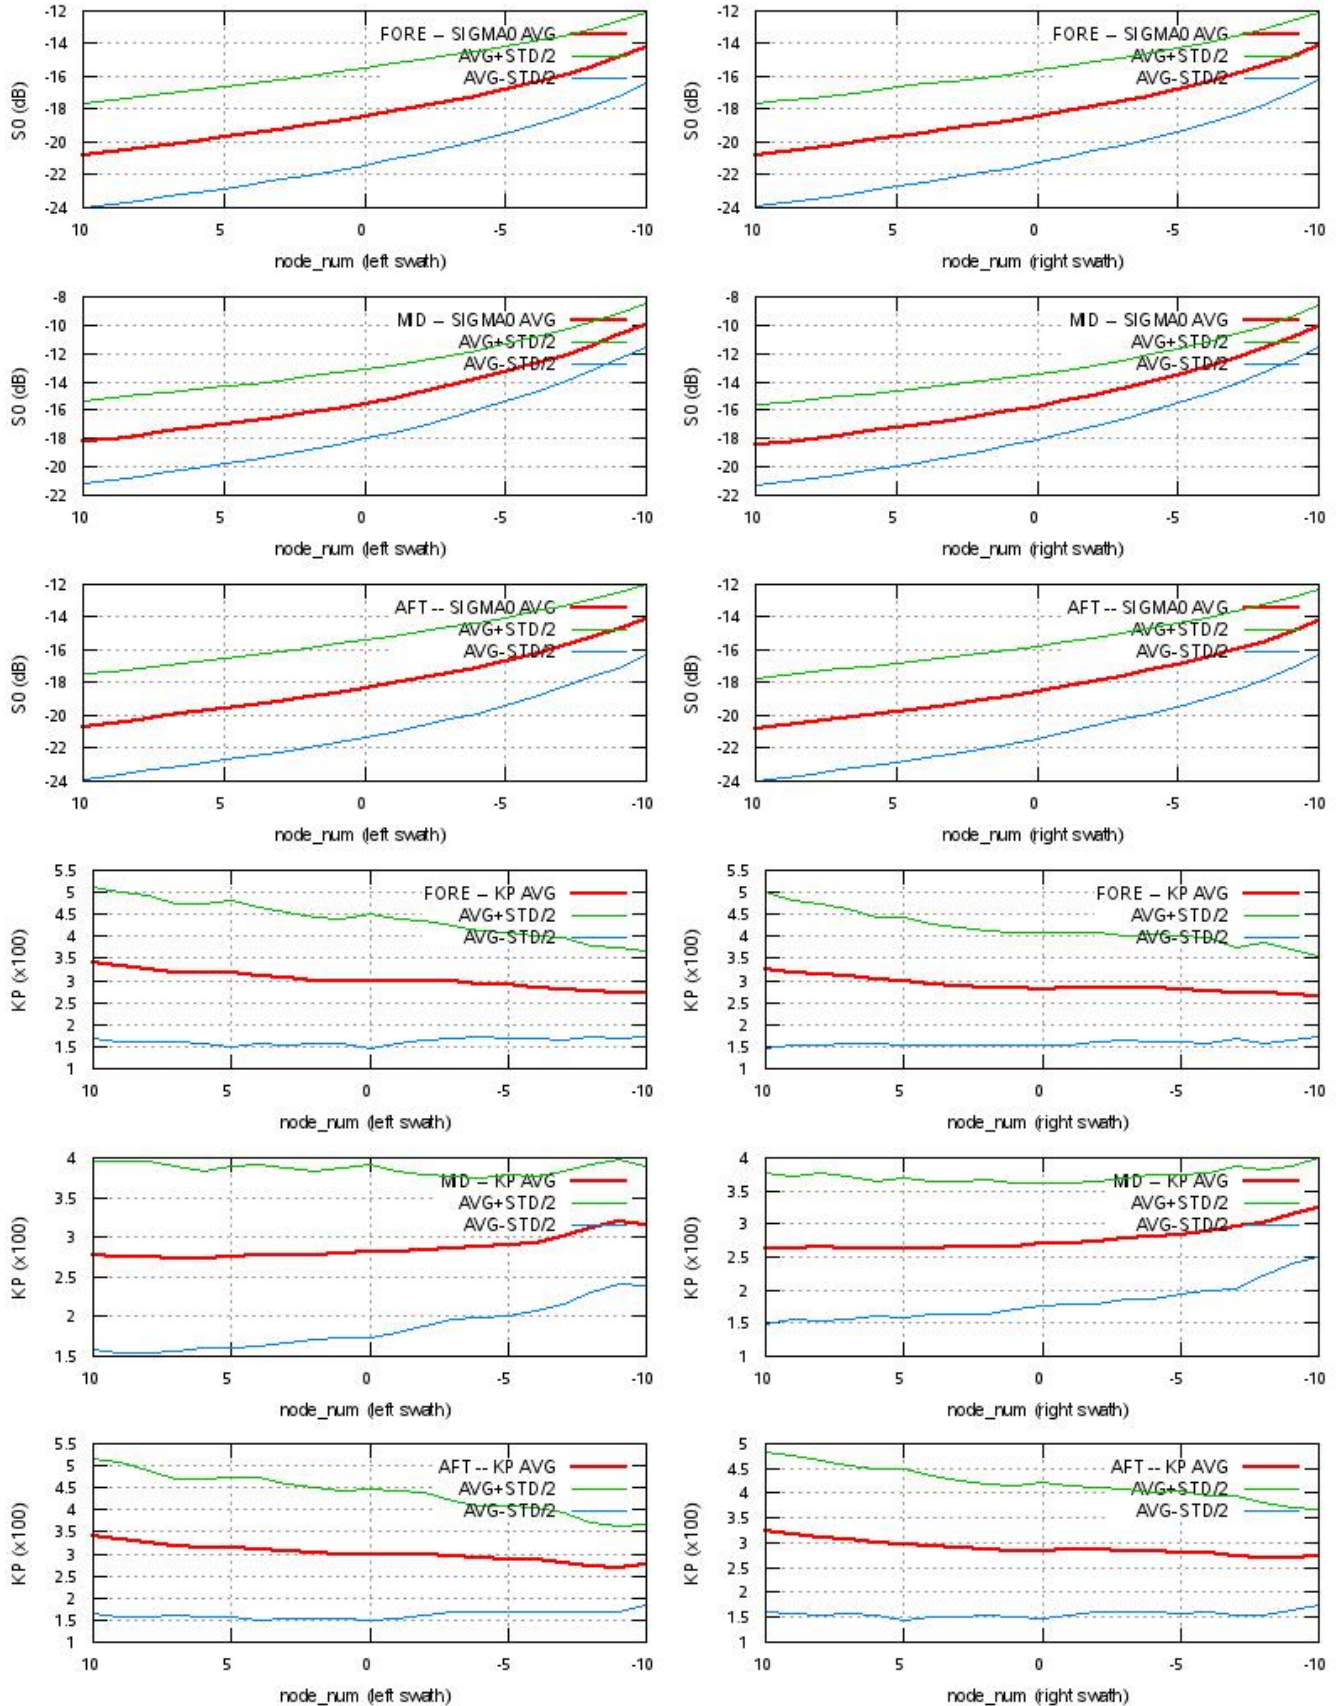 -12
-14
-16
-18
-20
-22
-24
S0 (dB)
FORE – SIGMA0 AVG
AVG+STD/2
AVG-STD/2
10 5 0 -5 -10
node_num (left swath)
-12
-14
-16
-18
-20
-22
-24
S0 (dB)
FORE – SIGMA0 AVG
AVG+STD/2
AVG-STD/2
10 5 0 -5 -10
node_num (right swath)
-8
-10
-12
-14
-16
-18
-20
-22
S0 (dB)
MID – SIGMA0 AVG
AVG+STD/2
AVG-STD/2
10 5 0 -5 -10
node_num (left swath)
-8
-10
-12
-14
-16
-18
-20
-22
S0 (dB)
MID – SIGMA0 AVG
AVG+STD/2
AVG-STD/2
10 5 0 -5 -10
node_num (right swath)
-12
-14
-16
-18
-20
-22
-24
S0 (dB)
AFT -- SIGMA0 AVG
AVG+STD/2
AVG-STD/2
10 5 0 -5 -10
node_num (left swath)
-12
-14
-16
-18
-20
-22
-24
S0 (dB)
AFT -- SIGMA0 AVG
AVG+STD/2
AVG-STD/2
10 5 0 -5 -10
node_num (right swath)
5.5
5
4.5
4
3.5
3
2.5
2
1.5
1
KP (x100)
FORE – KP AVG
AVG+STD/2
AVG-STD/2
10 5 0 -5 -10
node_num (left swath)
5.5
5
4.5
4
3.5
3
2.5
2
1.5
1
KP (x100)
FORE – KP AVG
AVG+STD/2
AVG-STD/2
10 5 0 -5 -10
node_num (right swath)
4
3.5
3
2.5
2
1.5
KP (x100)
MID – KP AVG
AVG+STD/2
AVG-STD/2
10 5 0 -5 -10
node_num (left swath)
4
3.5
3
2.5
2
1.5
1
KP (x100)
MID – KP AVG
AVG+STD/2
AVG-STD/2
10 5 0 -5 -10
node_num (right swath)
5.5
5
4.5
4
3.5
3
2.5
2
1.5
1
KP (x100)
AFT -- KP AVG
AVG+STD/2
AVG-STD/2
10 5 0 -5 -10
node_num (left swath)
5
4.5
4
3.5
3
2.5
2
1.5
1
KP (x100)
AFT -- KP AVG
AVG+STD/2
AVG-STD/2
10 5 0 -5 -10
node_num (right swath)